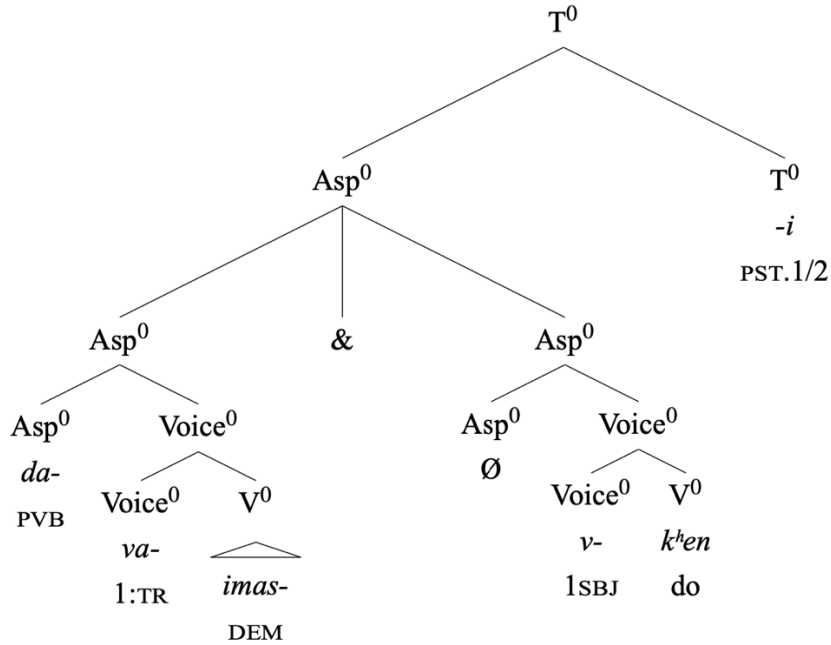 T⁰
Asp⁰ T⁰
-i
PST.1/2
Asp⁰ & Asp⁰
Asp⁰ Voice⁰ Asp⁰ Voice⁰
da- Ø
PVB Voice⁰ V⁰ Voice⁰ V⁰
va- v- kʰen
1:TR imas- 1SBJ do
DEM